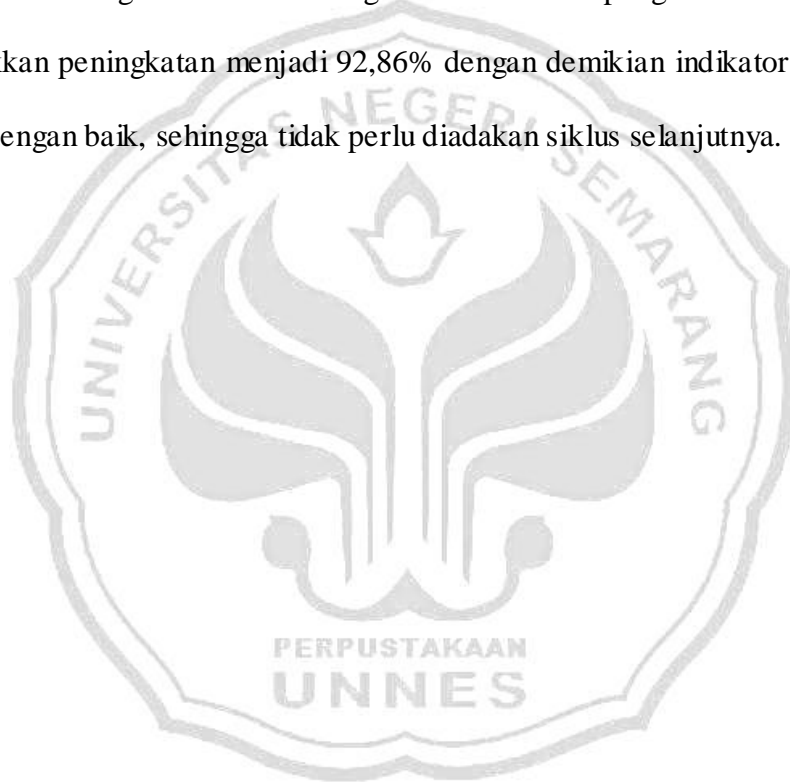 kkan peningkatan menjadi 92,86% dengan demikian indikator
engan baik, sehingga tidak perlu diadakan siklus selanjutnya.
UNIVERSITAS NEGERI SEMARANG
PERPUSTAKAAN
UNNES